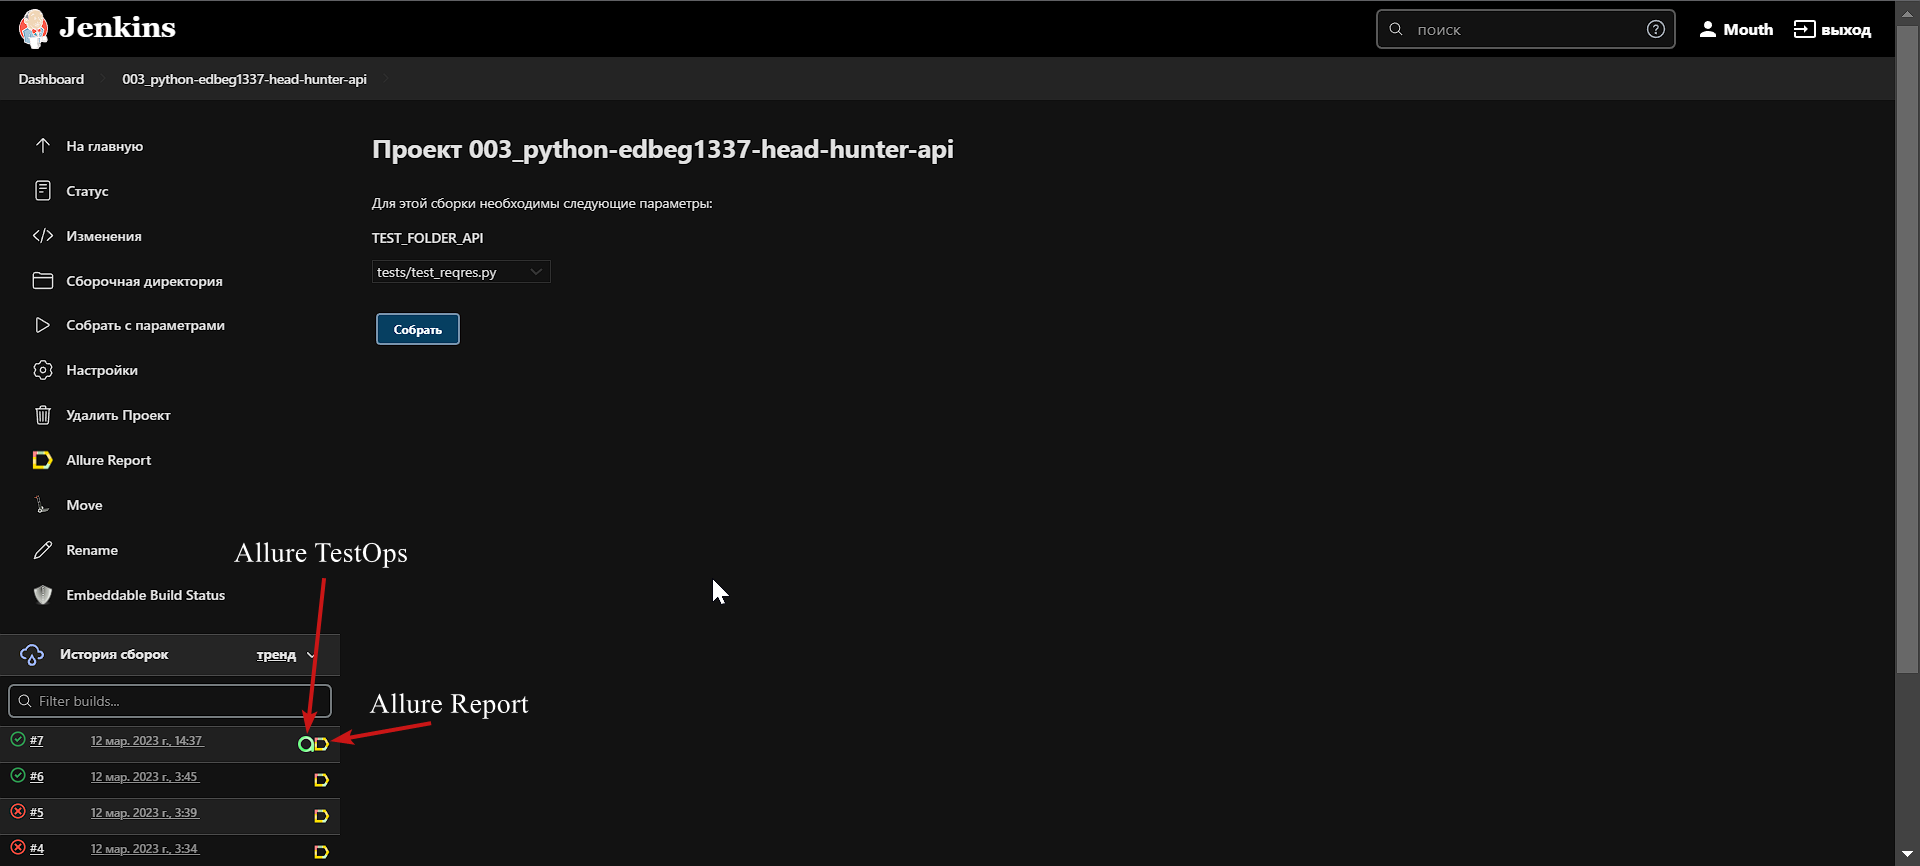 Jenkins
поиск
Mouth
выход
Dashboard
003_python-edbeg1337-head-hunter-api
На главную
Статус
Изменения
Сборочная директория
Собрать с параметрами
Настройки
Удалить Проект
Allure Report
Move
Rename
Embeddable Build Status
Проект 003_python-edbeg1337-head-hunter-api
Для этой сборки необходимы следующие параметры:
TEST_FOLDER_API
tests/test_reqres.py
Собрать
Allure TestOps
История сборок
тренд
Filter builds...
Allure Report
#7 12 мар. 2023 г., 14:37
#6 12 мар. 2023 г., 3:45
#5 12 мар. 2023 г., 3:39
#4 12 мар. 2023 г., 3:34